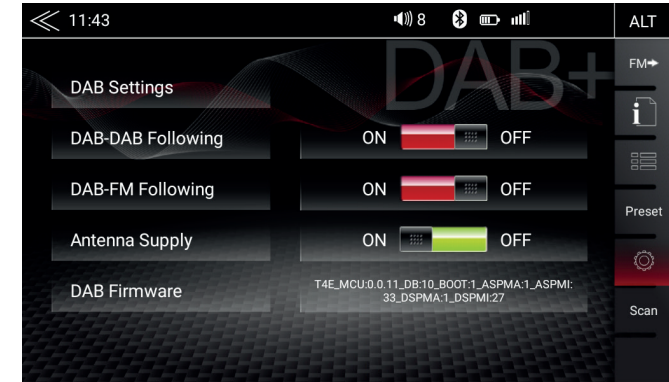 11:43
8
ALT
DAB+
FM
DAB Settings
DAB-DAB Following
ON
OFF
DAB-FM Following
ON
OFF
Preset
Antenna Supply
ON
OFF
DAB Firmware
T4E_MCU:0.0.11_DB:10_BOOT:1_ASPMA:1_ASPMI:
33_DSPMA:1_DSPMI:27
Scan